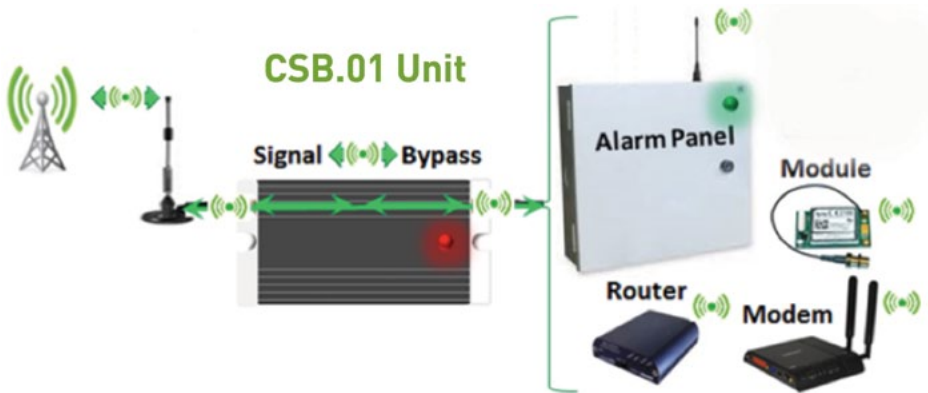 CSB.01 Unit
Signal Bypass
Alarm Panel
Module
Router
Modem